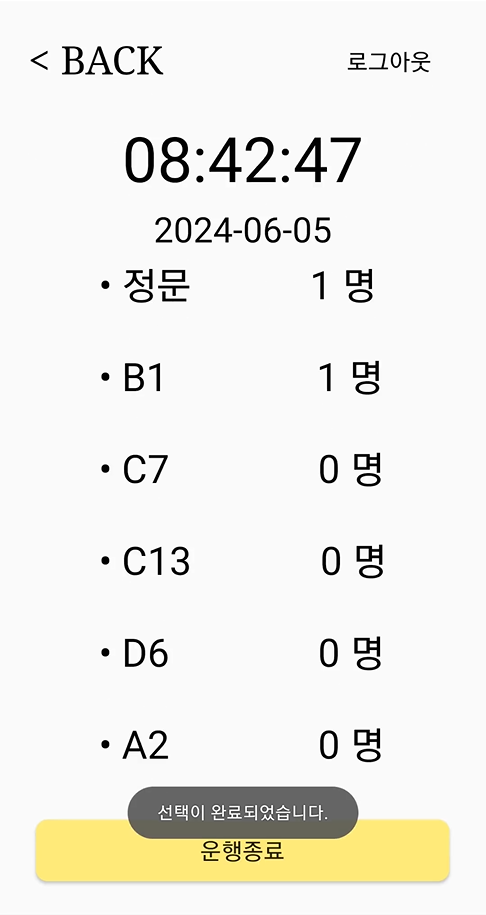 < BACK 로그아웃
08:42:47
2024-06-05
• 정문 1 명
• B1 1 명
• C7 0 명
• C13 0 명
• D6 0 명
• A2 0 명
선택이 완료되었습니다.
운행종료